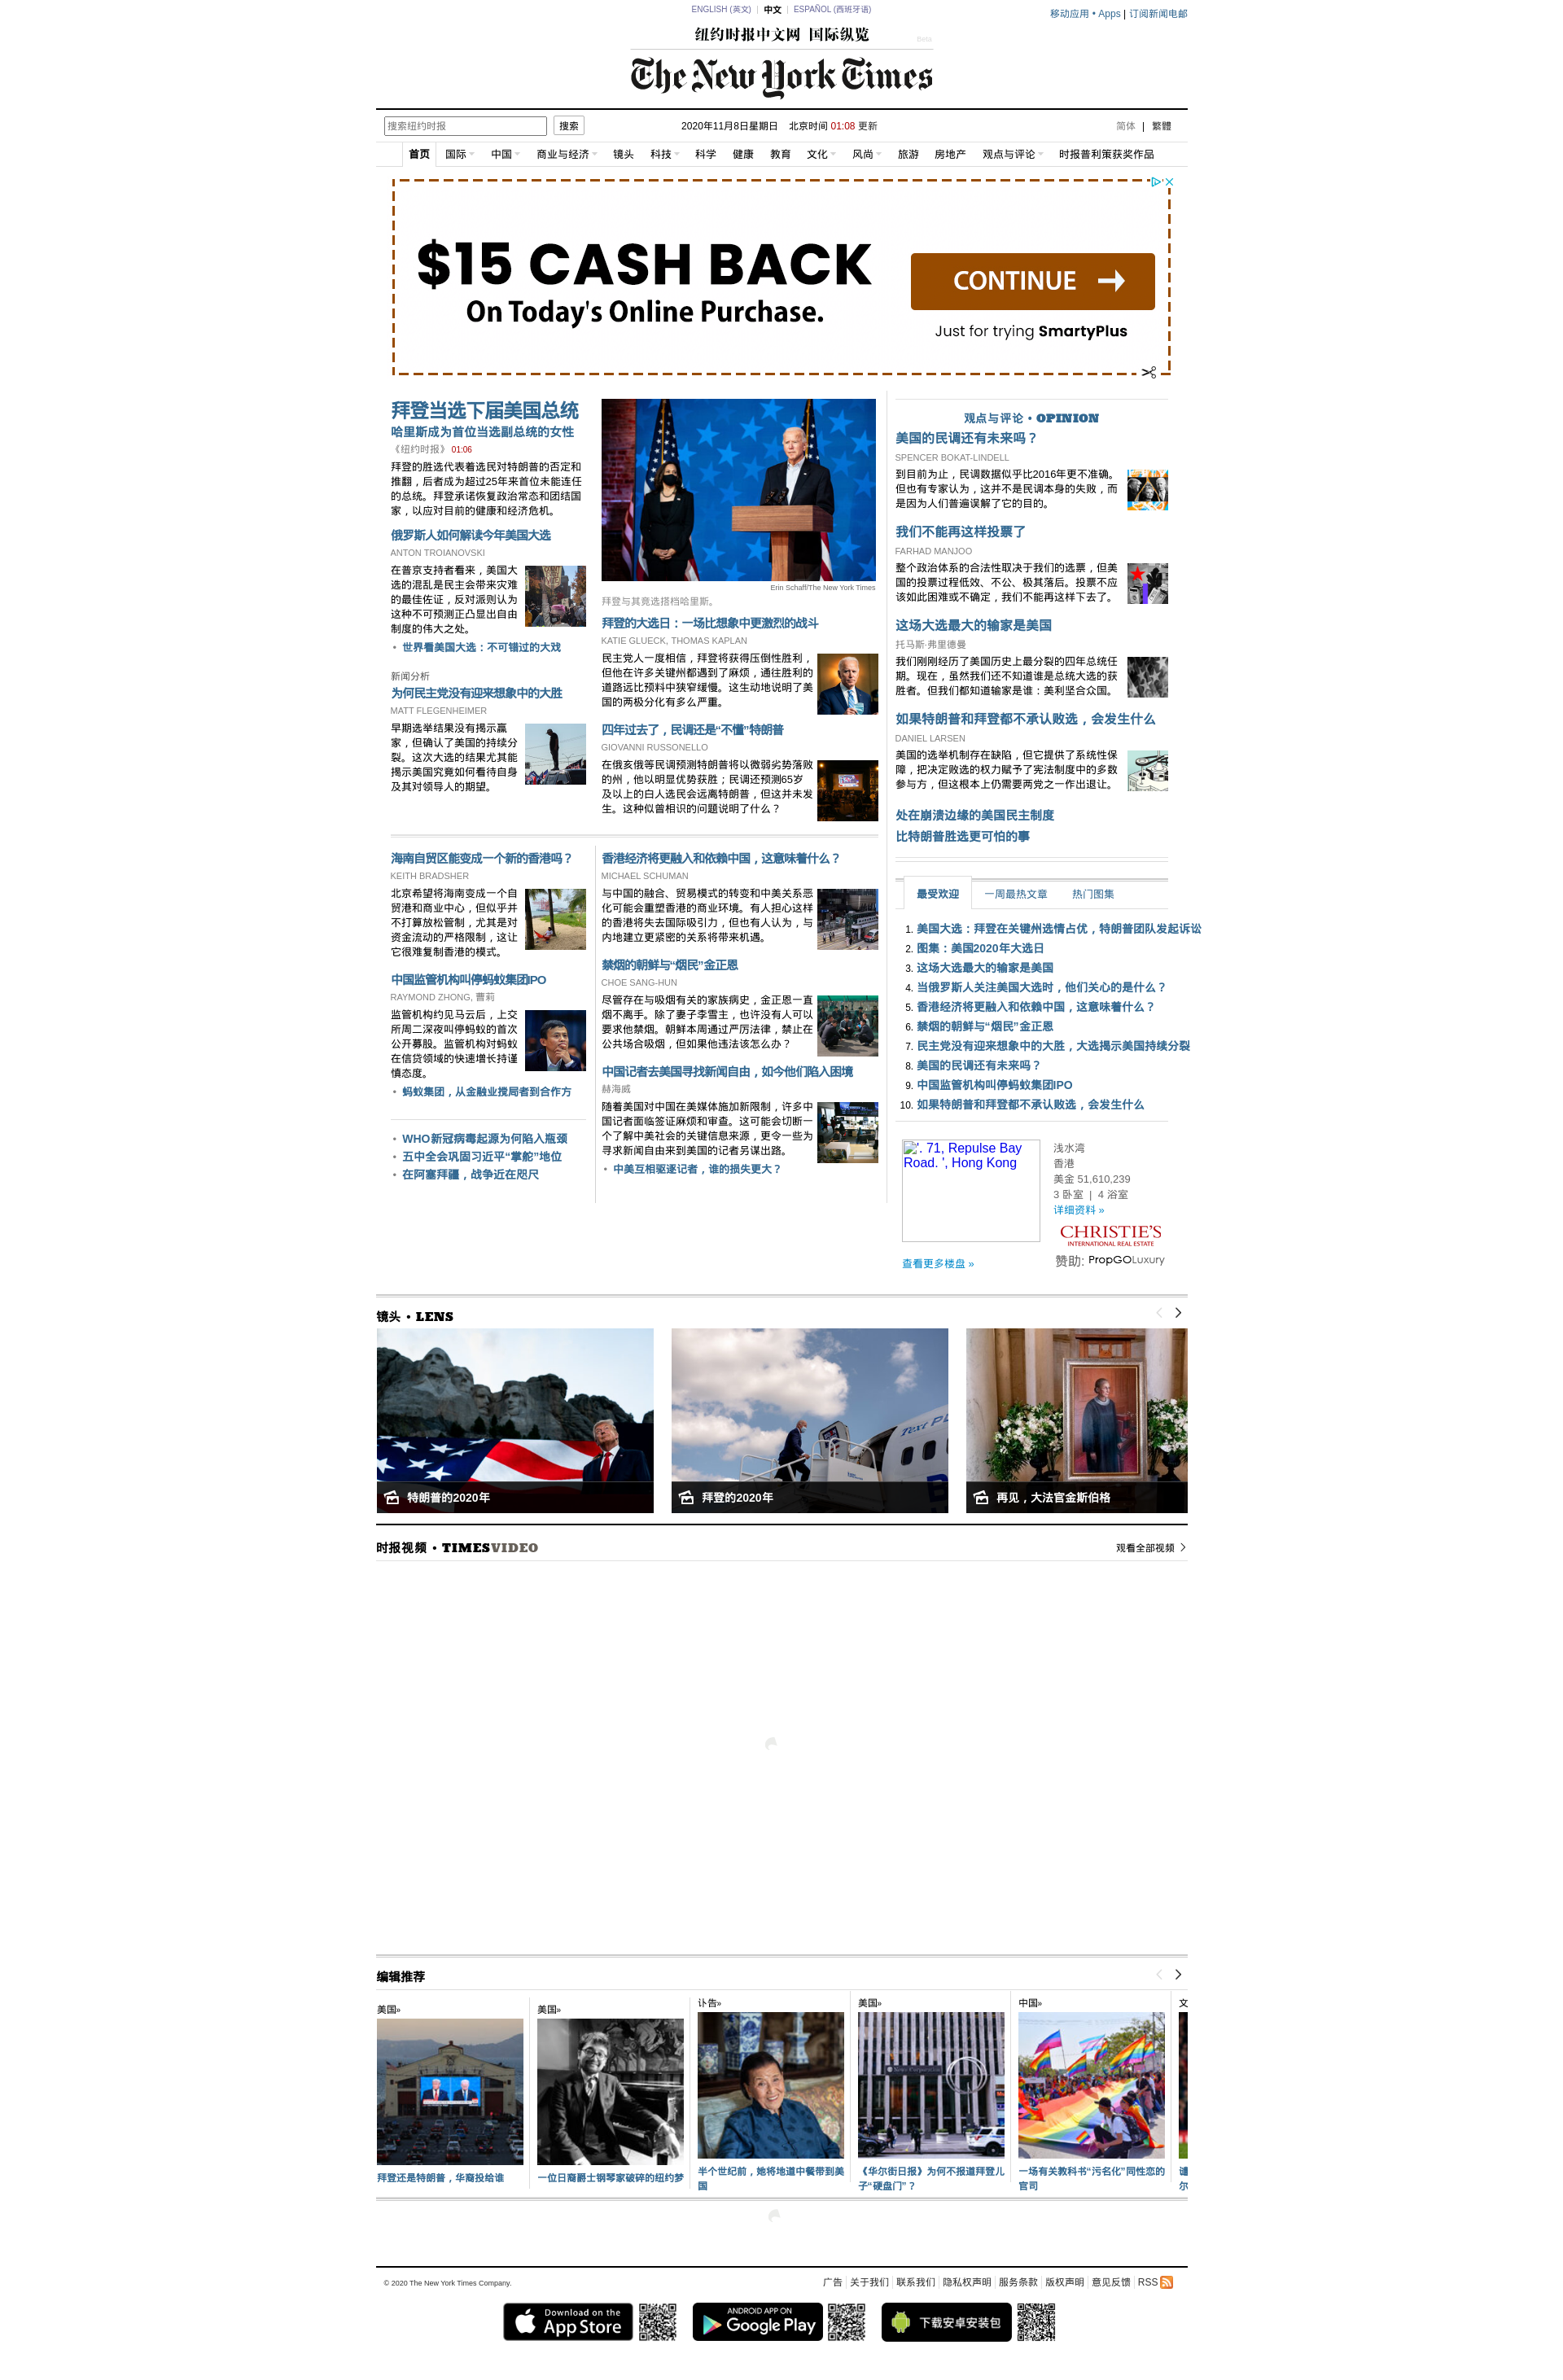 ENGLISH (英文) | 中文 | ESPAÑOL (西班牙语)
移动应用 • Apps | 订阅新闻电邮
纽约时报中文网 国际纵览
Beta
The New York Times
搜索纽约时报
搜索
2020年11月8日星期日 北京时间 01:08 更新
简体 | 繁體
首页 国际 中国 商业与经济 镜头 科技 科学 健康 教育 文化 风尚 旅游 房地产 观点与评论 时报普利策获奖作品
$15 CASH BACK
On Today's Online Purchase.
CONTINUE
Just for trying SmartyPlus
拜登当选下届美国总统
哈里斯成为首位当选副总统的女性
《纽约时报》 01:06
拜登的胜选代表着选民对特朗普的否定和
推翻，后者成为超过25年来首位未能连任
的总统。拜登承诺恢复政治常态和团结国
家，以应对目前的健康和经济危机。
俄罗斯人如何解读今年美国大选
ANTON TROIANOVSKI
在普京支持者看来，美国大
选的混乱是民主会带来灾难
的最佳佐证，反对派则认为
这种不可预测正凸显出自由
制度的伟大之处。
• 世界看美国大选：不可错过的大戏
新闻分析
为何民主党没有迎来想象中的大胜
MATT FLEGENHEIMER
早期选举结果没有揭示赢
家，但确认了美国的持续分
裂。这次大选的结果尤其能
揭示美国究竟如何看待自身
及其对领导人的期望。
Erin Schaff/The New York Times
拜登与其竞选搭档哈里斯。
拜登的大选日：一场比想象中更激烈的战斗
KATIE GLUECK, THOMAS KAPLAN
民主党人一度相信，拜登将获得压倒性胜利，
但他在许多关键州都遇到了麻烦，通往胜利的
道路远比预料中狭窄缓慢。这生动地说明了美
国的两极分化有多么严重。
四年过去了，民调还是“不懂”特朗普
GIOVANNI RUSSONELLO
在俄亥俄等民调预测特朗普将以微弱劣势落败
的州，他以明显优势获胜；民调还预测65岁
及以上的白人选民会远离特朗普，但这并未发
生。这种似曾相识的问题说明了什么？
观点与评论 • OPINION
美国的民调还有未来吗？
SPENCER BOKAT-LINDELL
到目前为止，民调数据似乎比2016年更不准确。
但也有专家认为，这并不是民调本身的失败，而
是因为人们普遍误解了它的目的。
我们不能再这样投票了
FARHAD MANJOO
整个政治体系的合法性取决于我们的选票，但美
国的投票过程低效、不公、极其落后。投票不应
该如此困难或不确定，我们不能再这样下去了。
这场大选最大的输家是美国
托马斯·弗里德曼
我们刚刚经历了美国历史上最分裂的四年总统任
期。现在，虽然我们还不知道谁是总统大选的获
胜者。但我们都知道输家是谁：美利坚合众国。
如果特朗普和拜登都不承认败选，会发生什么
DANIEL LARSEN
美国的选举机制存在缺陷，但它提供了系统性保
障，把决定败选的权力赋予了宪法制度中的多数
参与方，但这根本上仍需要两党之一作出退让。
处在崩溃边缘的美国民主制度
比特朗普胜选更可怕的事
海南自贸区能变成一个新的香港吗？
KEITH BRADSHER
北京希望将海南变成一个自
贸港和商业中心，但似乎并
不打算放松管制，尤其是对
资金流动的严格限制，这让
它很难复制香港的模式。
中国监管机构叫停蚂蚁集团IPO
RAYMOND ZHONG, 曹莉
监管机构约见马云后，上交
所周二深夜叫停蚂蚁的首次
公开募股。监管机构对蚂蚁
在信贷领域的快速增长持谨
慎态度。
• 蚂蚁集团，从金融业搅局者到合作方
• WHO新冠病毒起源为何陷入瓶颈
• 五中全会巩固习近平“掌舵”地位
• 在阿塞拜疆，战争近在咫尺
香港经济将更融入和依赖中国，这意味着什么？
MICHAEL SCHUMAN
与中国的融合、贸易模式的转变和中美关系恶
化可能会重塑香港的商业环境。有人担心这样
的香港将失去国际吸引力，但也有人认为，与
内地建立更紧密的关系将带来机遇。
禁烟的朝鲜与“烟民”金正恩
CHOE SANG-HUN
尽管存在与吸烟有关的家族病史，金正恩一直
烟不离手。除了妻子李雪主，也许没有人可以
要求他禁烟。朝鲜本周通过严厉法律，禁止在
公共场合吸烟，但如果他违法该怎么办？
中国记者去美国寻找新闻自由，如今他们陷入困境
赫海威
随着美国对中国在美媒体施加新限制，许多中
国记者面临签证麻烦和审查。这可能会切断一
个了解中美社会的关键信息来源，更令一些为
寻求新闻自由来到美国的记者另谋出路。
• 中美互相驱逐记者，谁的损失更大？
最受欢迎 一周最热文章 热门图集
1. 美国大选：拜登在关键州选情占优，特朗普团队发起诉讼
2. 图集：美国2020年大选日
3. 这场大选最大的输家是美国
4. 当俄罗斯人关注美国大选时，他们关心的是什么？
5. 香港经济将更融入和依赖中国，这意味着什么？
6. 禁烟的朝鲜与“烟民”金正恩
7. 民主党没有迎来想象中的大胜，大选揭示美国持续分裂
8. 美国的民调还有未来吗？
9. 中国监管机构叫停蚂蚁集团IPO
10. 如果特朗普和拜登都不承认败选，会发生什么
'. 71, Repulse Bay
Road. ', Hong Kong
浅水湾
香港
美金 51,610,239
3 卧室 | 4 浴室
详细资料 »
CHRISTIE'S
INTERNATIONAL REAL ESTATE
查看更多楼盘 »
赞助: PropGOLuxury
镜头 • LENS
特朗普的2020年
拜登的2020年
再见，大法官金斯伯格
时报视频 • TIMESVIDEO
观看全部视频
编辑推荐
美国»
拜登还是特朗普，华裔投给谁
美国»
一位日裔爵士钢琴家破碎的纽约梦
讣告»
半个世纪前，她将地道中餐带到美
国
美国»
《华尔街日报》为何不报道拜登儿
子“硬盘门”？
中国»
一场有关教科书“污名化”同性恋的
官司
文
尔
© 2020 The New York Times Company.
广告 关于我们 联系我们 隐私权声明 服务条款 版权声明 意见反馈 RSS
Download on the
App Store
ANDROID APP ON
Google Play
下载安卓安装包